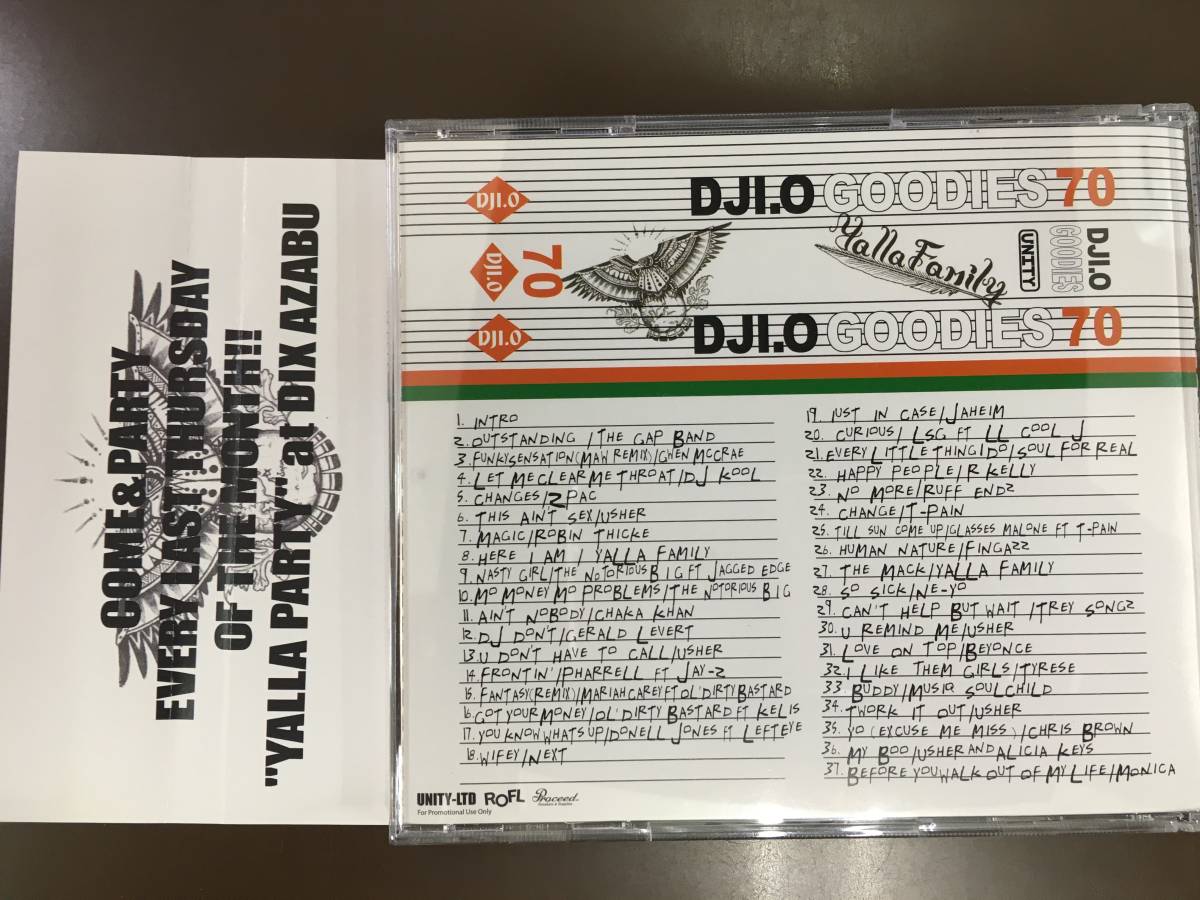 COME&PARTY
EVERY LAST THURSDAY
OF THE MONTH!!!
"YALLA PARTY" at DIX AZABU
DJI.O
DJI.O GOODIES 70
70
DJI.O
Yalla Family
UNITY
DJI.O
GOODIES
DJI.O
DJI.O GOODIES 70
1. INTRO
2. OUTSTANDING / THE GAP BAND
3. FUNKY SENSATION (MAW REMIX)/GWEN MCCRAE
4. LET ME CLEAR ME THROAT/DJ KOOL
5. CHANGES/2PAC
6. THIS AIN'T SEX/USHER
7. MAGIC/ROBIN THICKE
8. HERE I AM / YALLA FAMILY
9. NASTY GIRL/THE NOTORIOUS B I G FT JAGGED EDGE
10. MO MONEY MO PROBLEMS/THE NOTORIOUS B I G
11. AIN'T NOBODY/CHAKA KHAN
12. DJ DON'T/GERALD LEVERT
13. U DON'T HAVE TO CALL/USHER
14. FRONTIN'/PHARRELL FT JAY-Z
15. FANTASY(REMIX)/MARIAH CAREY FT OL'DIRTY BASTARD
16. GOT YOUR MONEY/OL'DIRTY BASTARD FT KELIS
17. YOU KNOW WHATS UP/DONELL JONES FT LEFT EYE
18. WIFEY/NEXT
19. JUST IN CASE/JAHEIM
20. CURIOUS/ LSG FT LL COOL J
21. EVERY LITTLE THING I DO/SOUL FOR REAL
22. HAPPY PEOPLE/R KELLY
23. NO MORE/RUFF ENDZ
24. CHANGE/T-PAIN
25. TILL SUN COME UP/GLASSES MALONE FT T-PAIN
26. HUMAN NATURE/FINGAZZ
27. THE MACK/YALLA FAMILY
28. SO SICK/NE-YO
29. CAN'T HELP BUT WAIT /TREY SONGZ
30. U REMIND ME/USHER
31. LOVE ON TOP/BEYONCE
32. I LIKE THEM GIRLS/TYRESE
33. BUDDY/MUSIQ SOULCHILD
34. TWORK IT OUT/USHER
35. YO (EXCUSE ME MISS)/CHRIS BROWN
36. MY BOO/USHER AND ALICIA KEYS
37. BEFORE YOU WALK OUT OF MY LIFE/MONICA
UNITY-LTD ROFL Proceed.
For Promotional Use Only